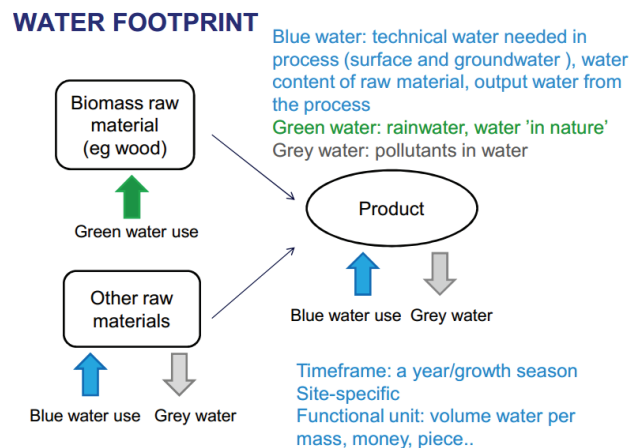 WATER FOOTPRINT
Blue water: technical water needed in
process (surface and groundwater ), water
content of raw material, output water from
the process
Green water: rainwater, water 'in nature'
Grey water: pollutants in water
Biomass raw
material
(eg wood)
Green water use
Product
Other raw
materials
Blue water use Grey water
Blue water use Grey water
Timeframe: a year/growth season
Site-specific
Functional unit: volume water per
mass, money, piece..